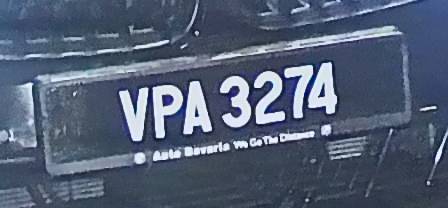 VPA 3274
Auto Bavaria We Go The Distance